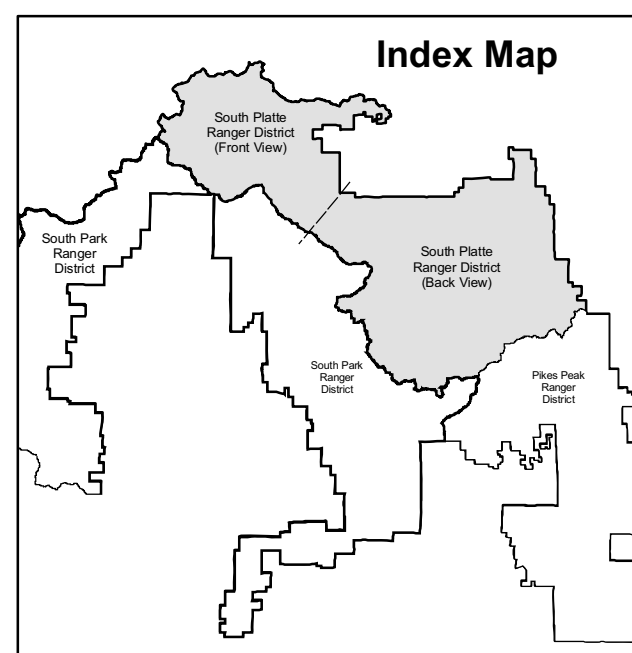 Index Map
South Platte
Ranger District
(Front View)
South Park
Ranger
District
South Platte
Ranger District
(Back View)
South Park
Ranger
District
Pikes Peak
Ranger
District